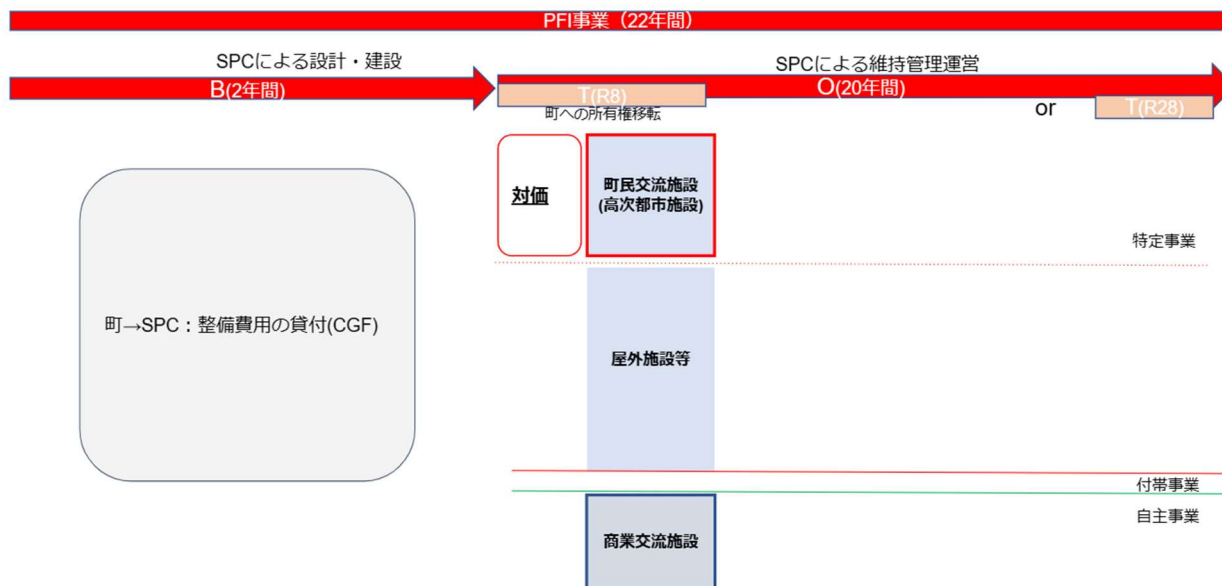 PFI事業（22年間）
SPCによる設計・建設
SPCによる維持管理運営
B(2年間)
T(R8)
O(20年間)
町への所有権移転
or
T(R28)
対価
町民交流施設
(高次都市施設)
特定事業
町→SPC：整備費用の貸付(CGF)
屋外施設等
付帯事業
自主事業
商業交流施設